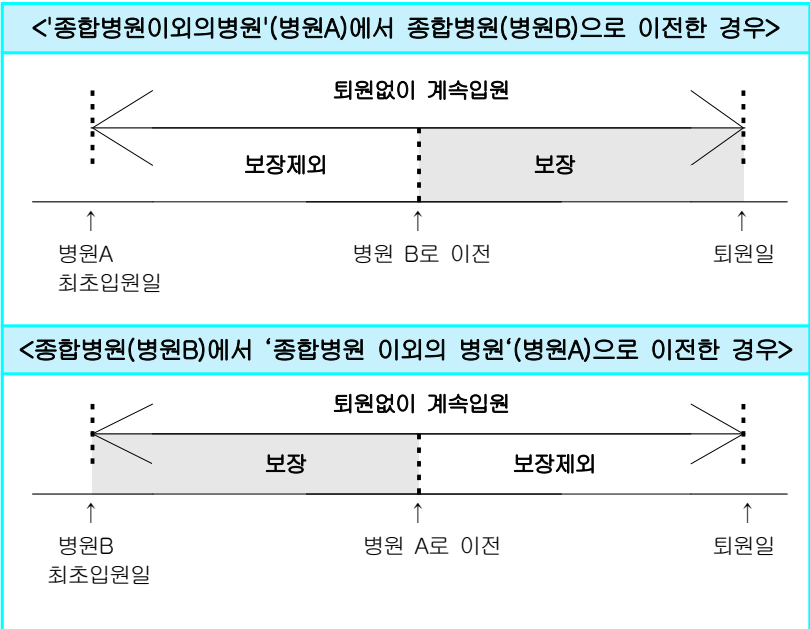 <'종합병원이외의병원'(병원A)에서 종합병원(병원B)으로 이전한 경우>
퇴원없이 계속입원
보장제외 보장
↑ ↑ ↑
병원A 병원 B로 이전 퇴원일
최초입원일
<종합병원(병원B)에서 ‘종합병원 이외의 병원‘(병원A)으로 이전한 경우>
퇴원없이 계속입원
보장 보장제외
↑ ↑ ↑
병원B 병원 A로 이전 퇴원일
최초입원일